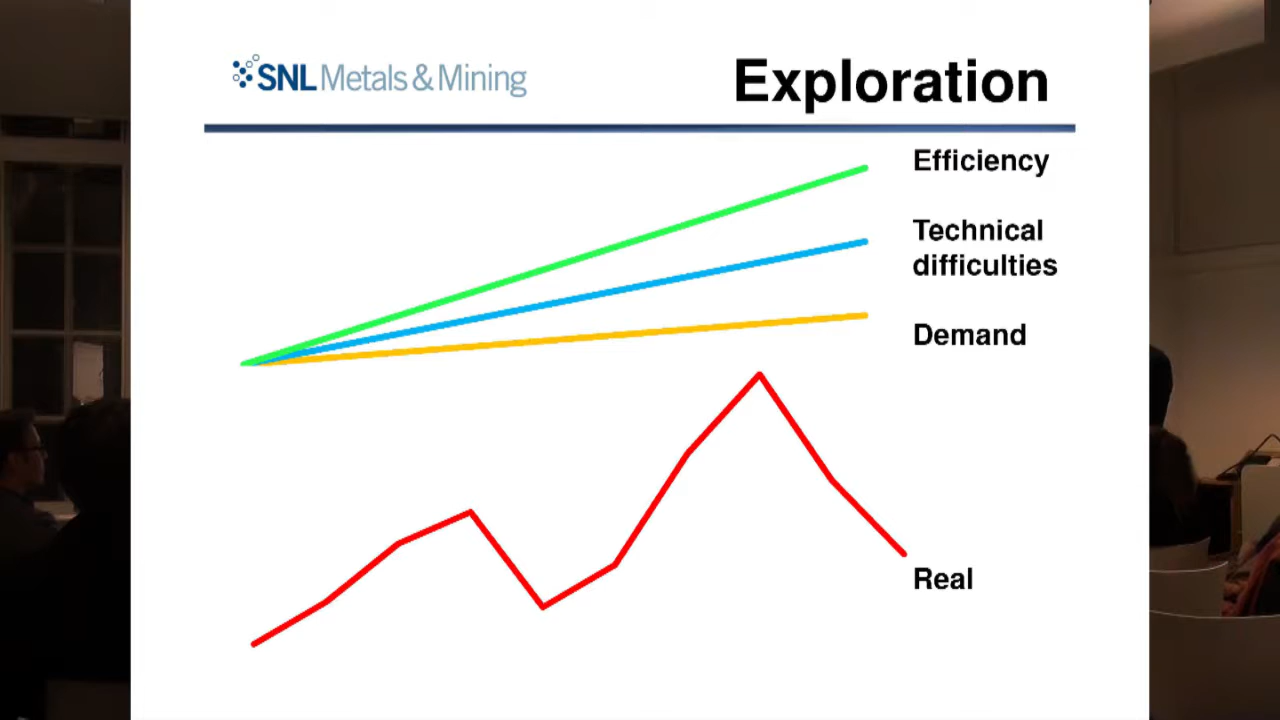 SNL Metals & Mining
Exploration
Efficiency
Technical
difficulties
Demand
Real